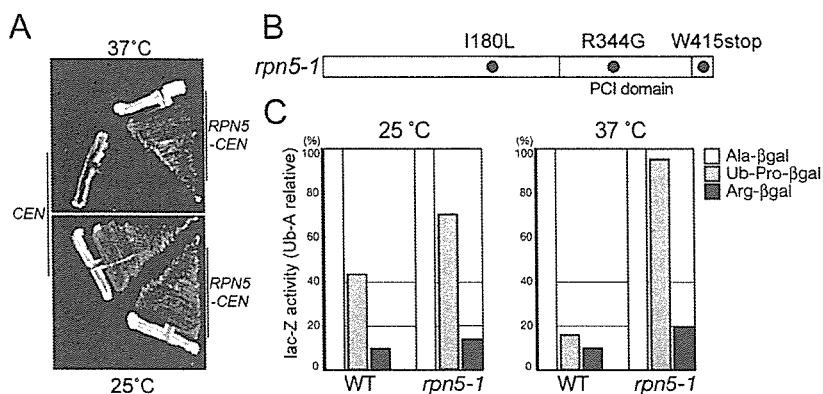 A
37°C
RPN5
-CEN
CEN
RPN5
-CEN
25°C
B
I180L R344G W415stop
rpn5-1
PCI domain
C
25 °C
37 °C
lac-Z activity (Ub-A relative)
(%)
100
80
60
40
20
0
WT rpn5-1
(%)
100
80
60
40
20
0
WT rpn5-1
Ala-βgal
Ub-Pro-βgal
Arg-βgal